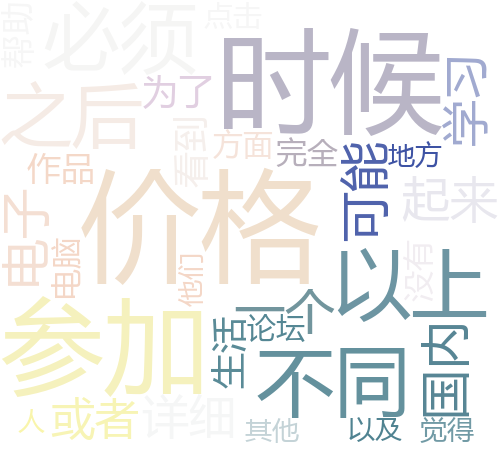 帮助
必须
点击
时候
之后
为了
学习
看到
方面
完全
可能
地方
作品
价格
起来
电子
电脑
他们
没有
以上
一个
参加
论坛
生活
不同
国内
人
或者
详细
其他
以及
觉得